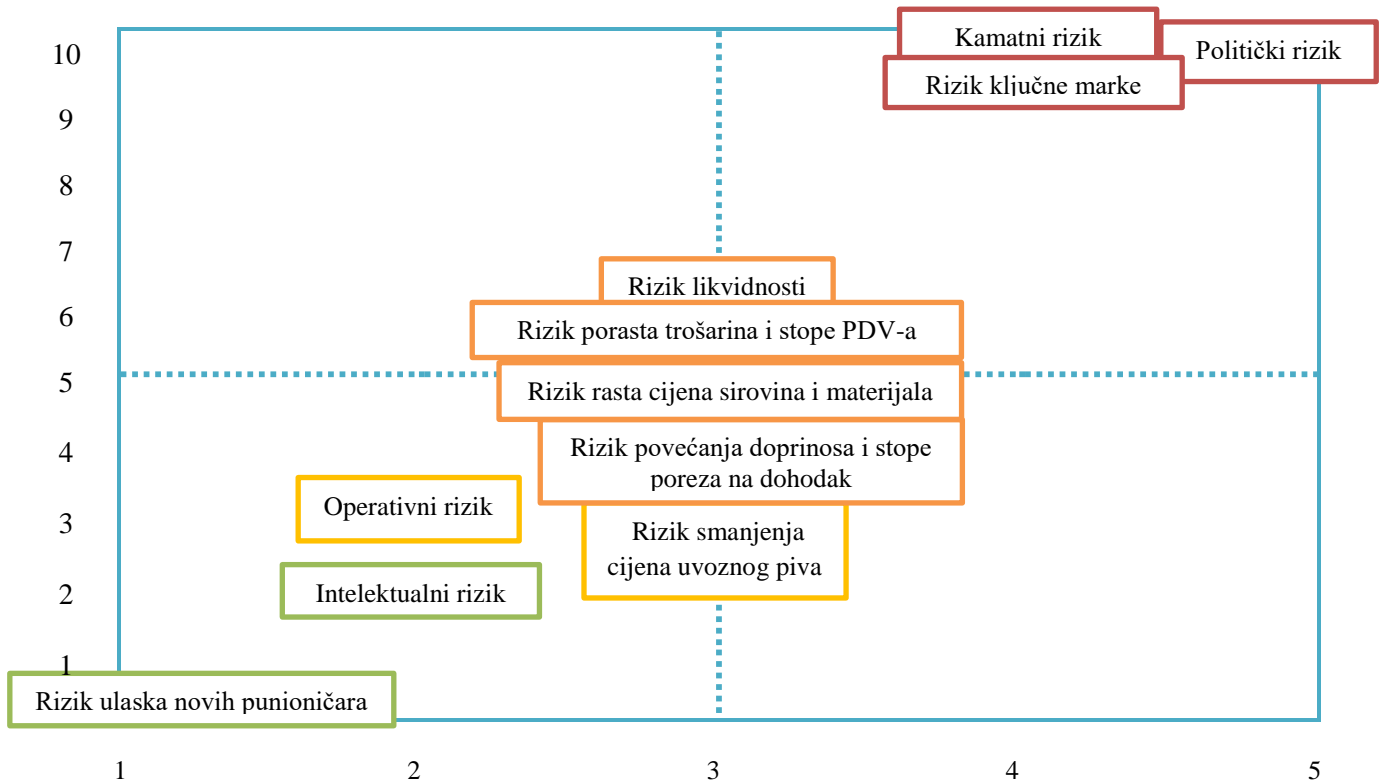 10
Kamatni rizik
Politički rizik
Rizik ključne marke
9
8
7
Rizik likvidnosti
6
Rizik porasta trošarina i stope PDV-a
5
Rizik rasta cijena sirovina i materijala
4
Rizik povećanja doprinosa i stope
poreza na dohodak
Operativni rizik
3
Rizik smanjenja
cijena uvoznog piva
2
Intelektualni rizik
1
Rizik ulaska novih punioničara
1
2
3
4
5